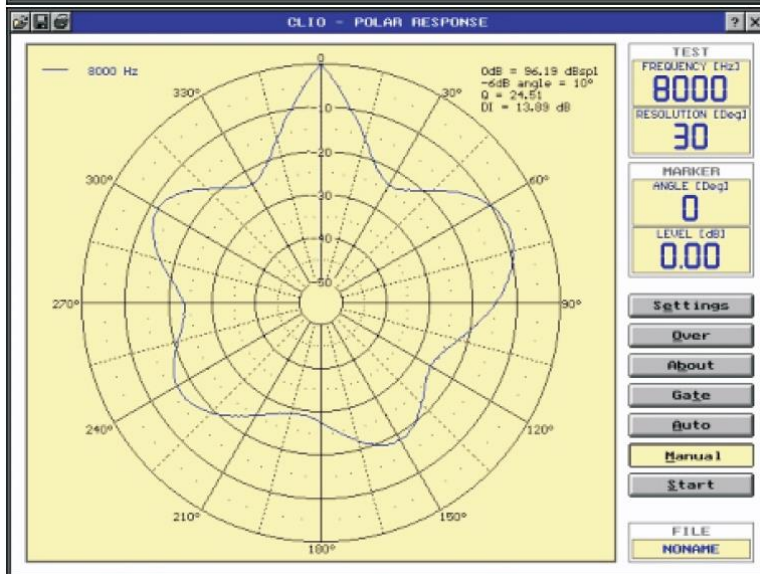 CLIO - POLAR RESPONSE
? X
8000 Hz
0dB = 96.19 dBspl
-6dB angle = 10°
Q = 24.51
DI = 13.89 dB
0
330°
30°
-10
-20
300°
60°
-30
-40
-50
270°
90°
240°
120°
210°
150°
180°
TEST
FREQUENCY [Hz]
8000
RESOLUTION [Deg]
30
MARKER
ANGLE [Deg]
0
LEVEL [dB]
0.00
Settings
Over
About
Gate
Auto
Manual
Start
FILE
NONAME